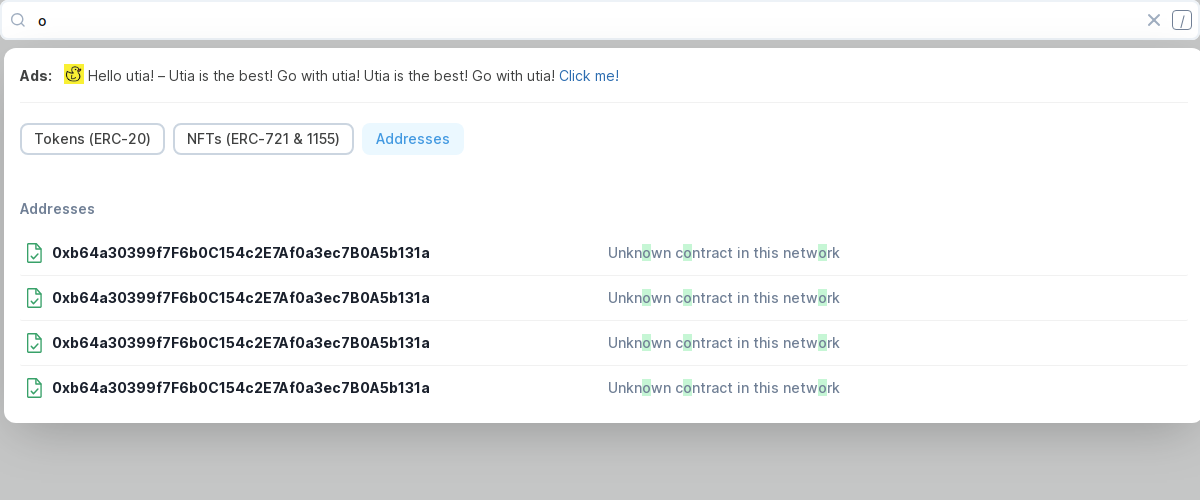 o
/
Ads: Hello utia! – Utia is the best! Go with utia! Utia is the best! Go with utia! Click me!
Tokens (ERC-20) NFTs (ERC-721 & 1155) Addresses
Addresses
0xb64a30399f7F6b0C154c2E7Af0a3ec7B0A5b131a Unknown contract in this network
0xb64a30399f7F6b0C154c2E7Af0a3ec7B0A5b131a Unknown contract in this network
0xb64a30399f7F6b0C154c2E7Af0a3ec7B0A5b131a Unknown contract in this network
0xb64a30399f7F6b0C154c2E7Af0a3ec7B0A5b131a Unknown contract in this network